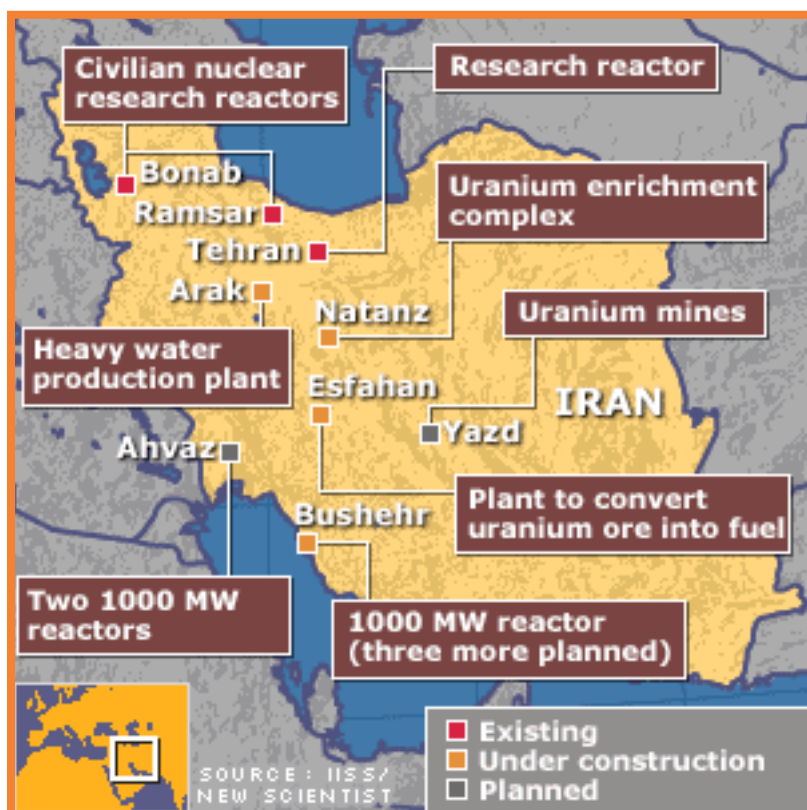 Civilian nuclear
research reactors
Research reactor
Bonab
Ramsar
Uranium enrichment
complex
Tehran
Arak
Natanz
Uranium mines
Heavy water
production plant
Esfahan
IRAN
Yazd
Ahvaz
Plant to convert
uranium ore into fuel
Bushehr
Two 1000 MW
reactors
1000 MW reactor
(three more planned)
Existing
Under construction
Planned
SOURCE: IISS/
NEW SCIENTIST